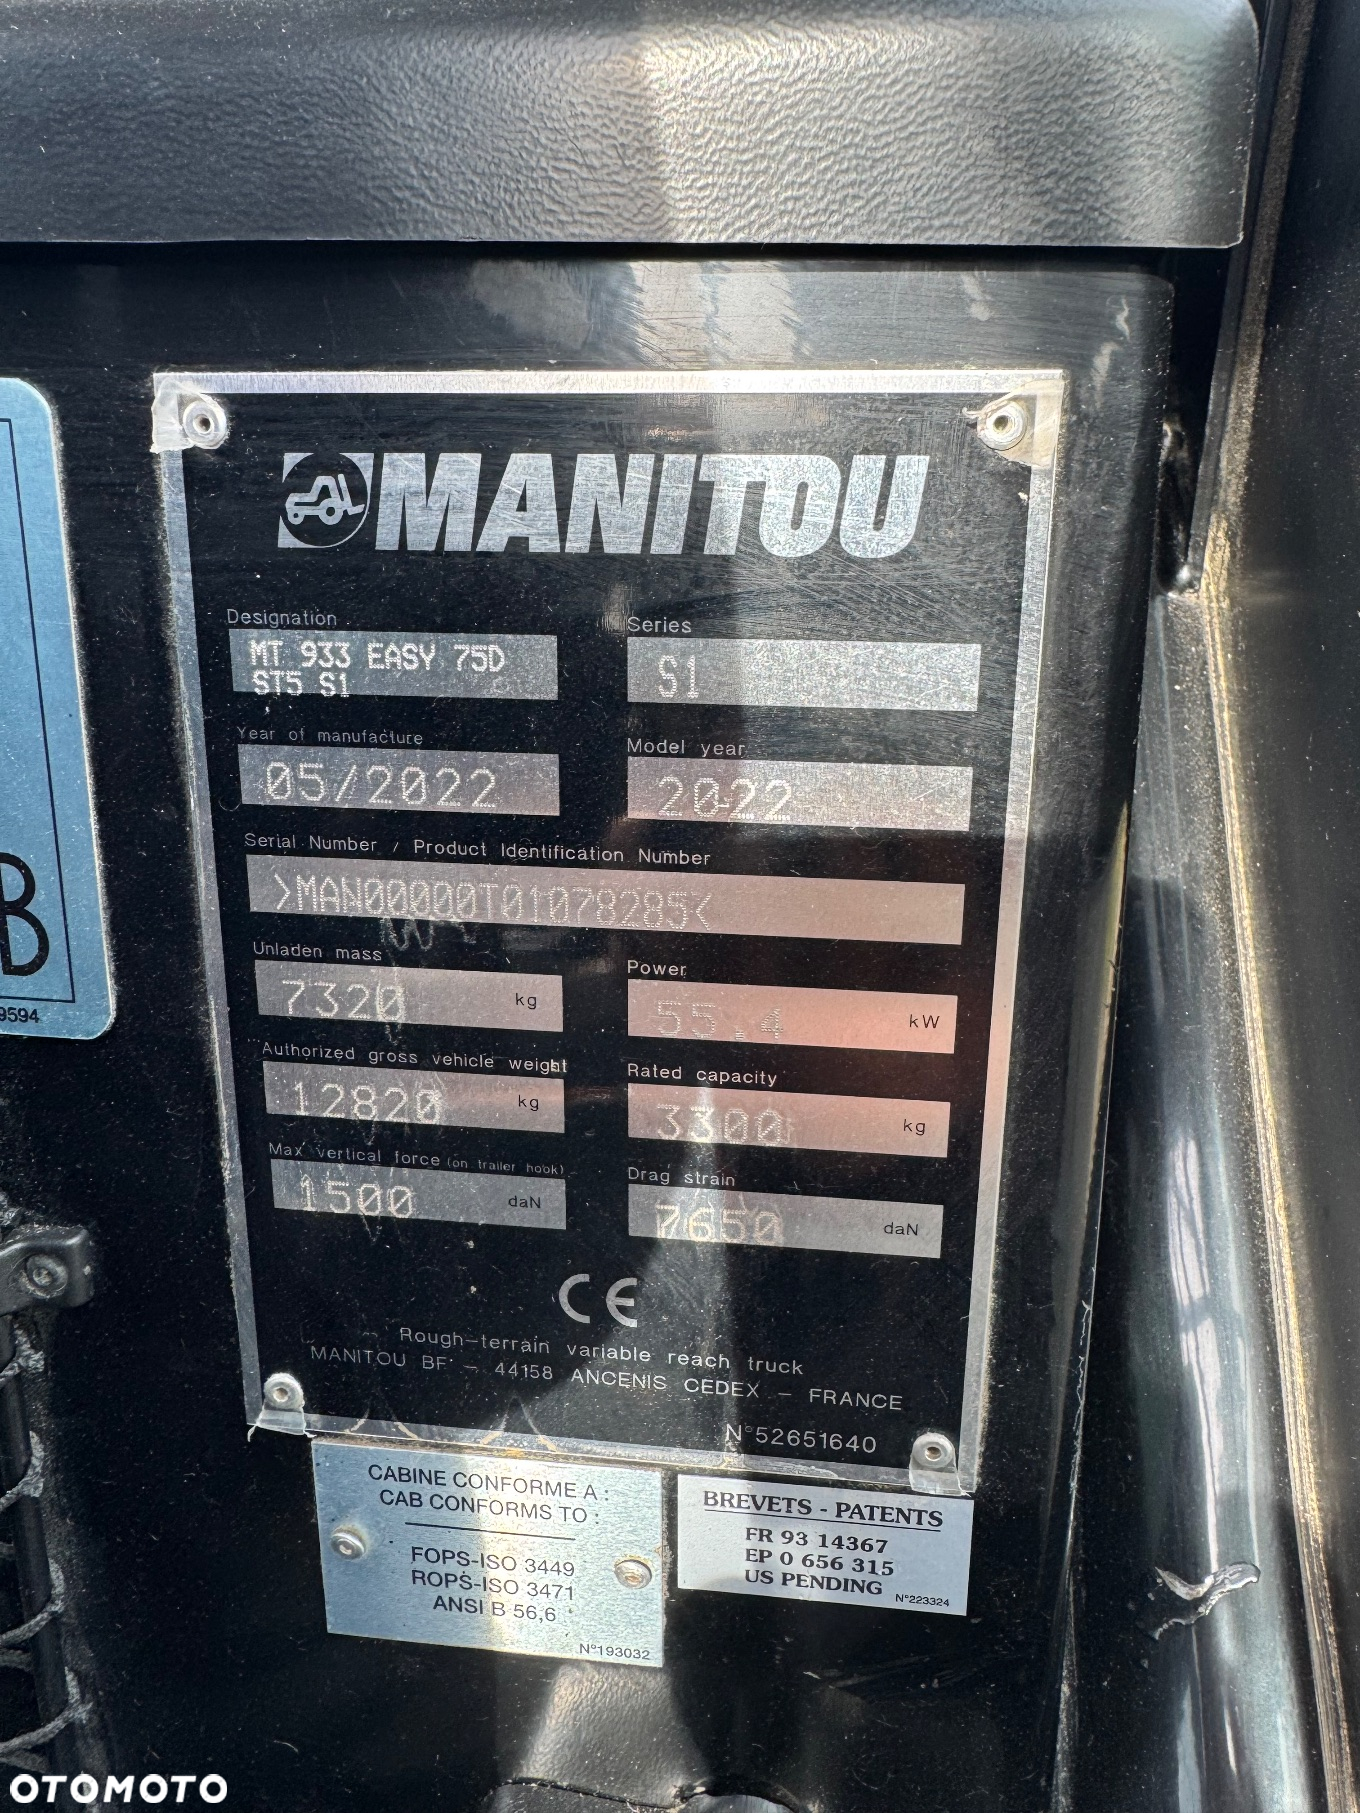 MANITOU
Designation
MT 933 EASY 75D
ST5 S1
Series
S1
Year of manufacture
05/2022
Model year
2022
Serial Number / Product Identification Number
>MAN00000T01078285<
Unladen mass
7320 kg
Power
55.4 kW
Authorized gross vehicle weight
12820 kg
Rated capacity
3300 kg
Max vertical force (on trailer hook)
1500 daN
Drag strain
7650 daN
CE
Rough-terrain variable reach truck
MANITOU BF - 44158 ANCENIS CEDEX - FRANCE
N°52651640
CABINE CONFORME A :
CAB CONFORMS TO :
FOPS-ISO 3449
ROPS-ISO 3471
ANSI B 56,6
N°193032
BREVETS - PATENTS
FR 93 14367
EP 0 656 315
US PENDING
N°223324
B
9594
OTOMOTO